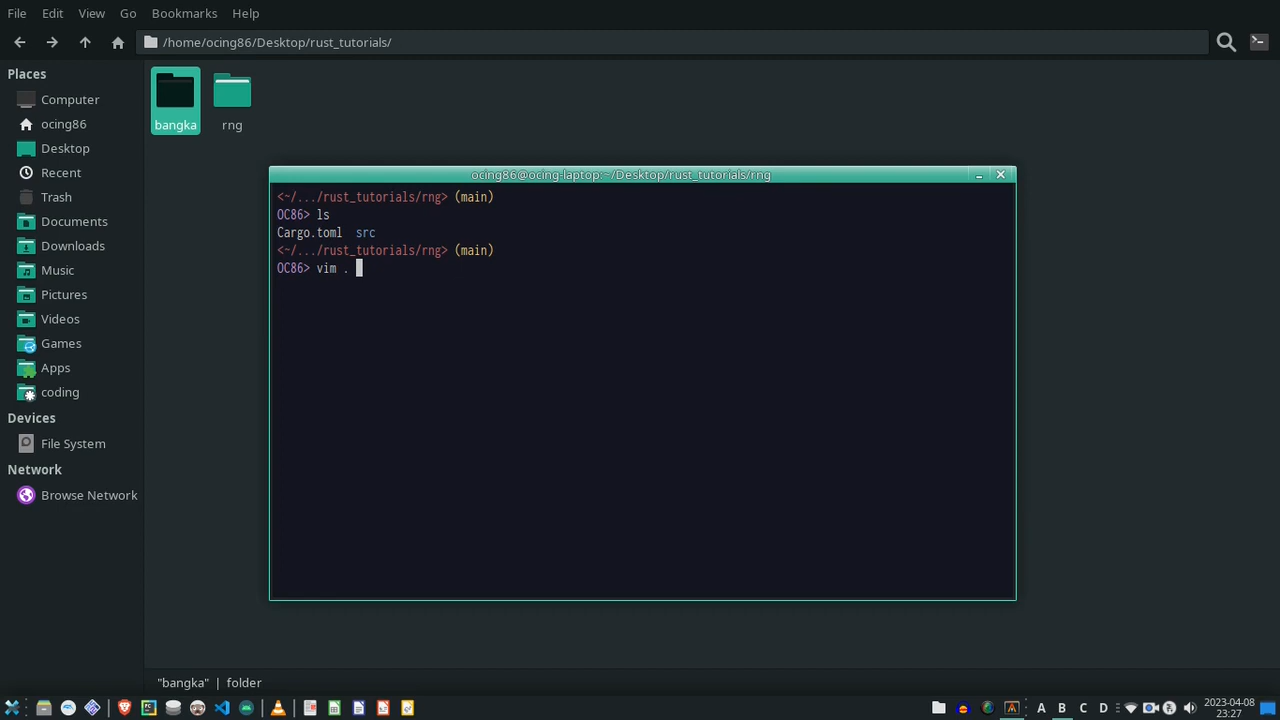 File Edit View Go Bookmarks Help
/home/ocing86/Desktop/rust_tutorials/
Places
Computer
ocing86
Desktop
Recent
Trash
Documents
Downloads
Music
Pictures
Videos
Games
Apps
coding
Devices
File System
Network
Browse Network
bangka rng
ocing86@ocing-laptop:~/Desktop/rust_tutorials/rng
<~/.../rust_tutorials/rng> (main)
OC86> ls
Cargo.toml src
<~/.../rust_tutorials/rng> (main)
OC86> vim .
"bangka" | folder
A B C D
2023-04-08
23:27